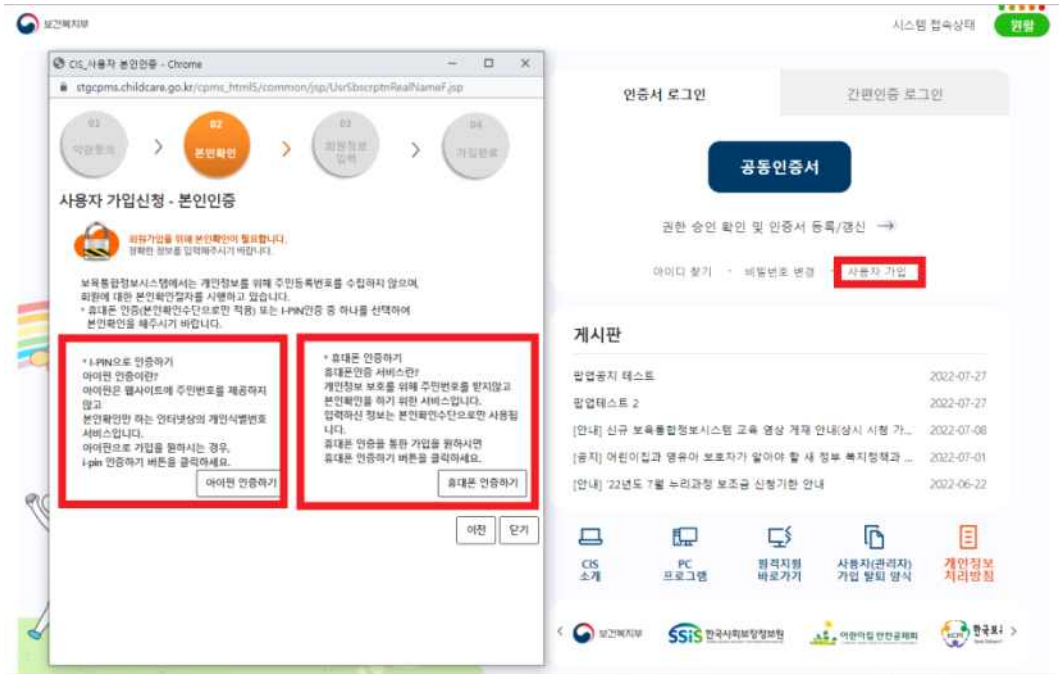 보건복지부
시스템 접속상태
원활
CIS_사용자 본인인증 - Chrome
stgcpms.childcare.go.kr/cpms_html5/common/jsp/UsrSbscrptnRealNameF.jsp
01
약관동의
02
본인확인
03
회원정보
입력
04
가입완료
사용자 가입신청 - 본인인증
회원가입을 위해 본인확인이 필요합니다.
정확한 정보를 입력해주시기 바랍니다.
보육통합정보시스템에서는 개인정보를 위해 주민등록번호를 수집하지 않으며,
회원에 대한 본인확인절차를 시행하고 있습니다.
* 휴대폰 인증(본인확인수단으로만 적용) 또는 I-PIN인증 중 하나를 선택하여
본인확인을 해주시기 바랍니다.
* I-PIN으로 인증하기
아이핀 인증이란?
아이핀은 웹사이트에 주민번호를 제공하지
않고
본인확인만 하는 인터넷상의 개인식별번호
서비스입니다.
아이핀으로 가입을 원하시는 경우,
i-pin 인증하기 버튼을 클릭하세요.
아이핀 인증하기
* 휴대폰 인증하기
휴대폰인증 서비스란?
개인정보 보호를 위해 주민번호를 받지않고
본인확인을 하기 위한 서비스입니다.
입력하신 정보는 본인확인수단으로만 사용됩
니다.
휴대폰 인증을 통한 가입을 원하시면
휴대폰 인증하기 버튼을 클릭하세요.
휴대폰 인증하기
이전
닫기
인증서 로그인
간편인증 로그인
공동인증서
권한 승인 확인 및 인증서 등록/갱신 →
아이디 찾기 · 비밀번호 변경 · 사용자 가입
게시판
팝업공지 테스트 2022-07-27
팝업테스트 2 2022-07-27
[안내] 신규 보육통합정보시스템 교육 영상 게재 안내(상시 시청 가... 2022-07-08
[공지] 어린이집과 영유아 보호자가 알아야 할 새 정부 복지정책과 ... 2022-07-01
[안내] '22년도 7월 누리과정 보조금 신청기한 안내 2022-06-22
CIS
소개
PC
프로그램
원격지원
바로가기
사용자(관리자)
가입 탈퇴 양식
개인정보
처리방침
보건복지부
SSiS 한국사회보장정보원
어린이집안전공제회
KCPI